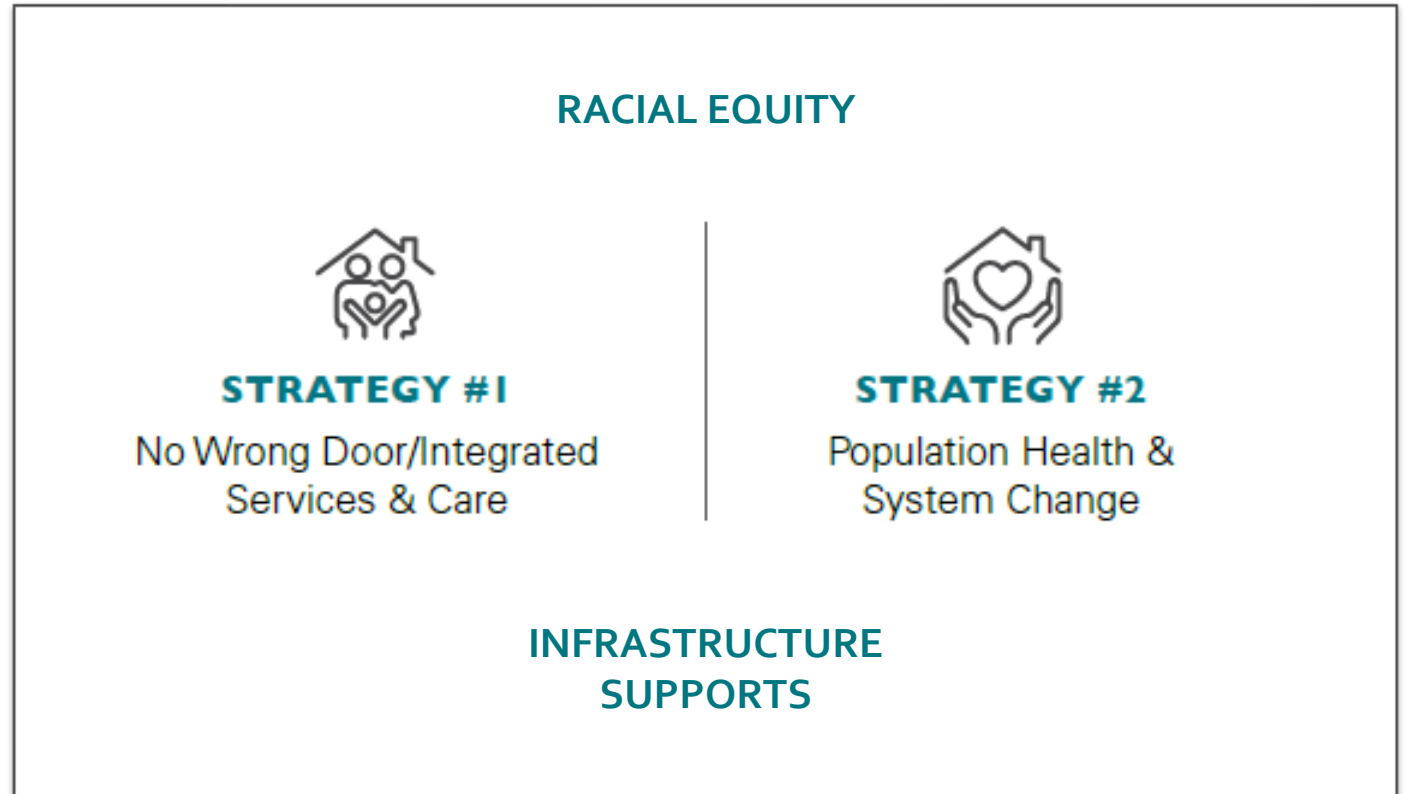 RACIAL EQUITY
STRATEGY #1
No Wrong Door/Integrated
Services & Care
STRATEGY #2
Population Health &
System Change
INFRASTRUCTURE
SUPPORTS